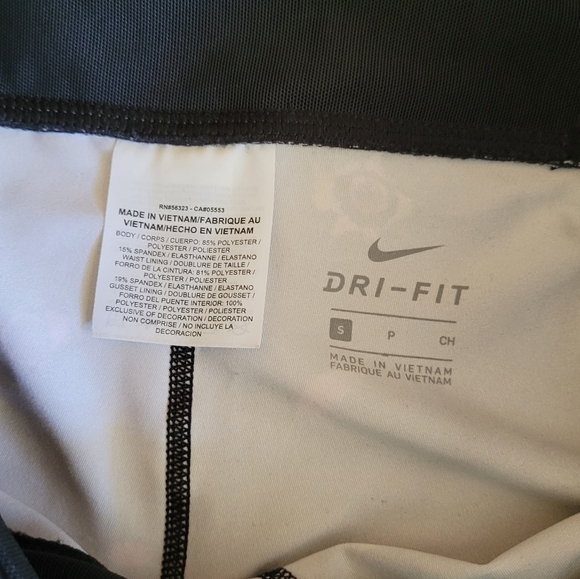 RN#56323 - CA#05553
MADE IN VIETNAM/FABRIQUE AU
VIETNAM/HECHO EN VIETNAM
BODY / CORPS / CUERPO: 85% POLYESTER /
POLYESTER / POLIESTER
15% SPANDEX / ELASTHANNE / ELASTANO
WAIST LINING / DOUBLURE DE TAILLE /
FORRO DE LA CINTURA: 81% POLYESTER /
POLYESTER / POLIESTER
19% SPANDEX / ELASTHANNE / ELASTANO
GUSSET LINING / DOUBLURE DE GOUSSET /
FORRO DEL PUENTE INTERIOR: 100%
POLYESTER / POLYESTER / POLIESTER
EXCLUSIVE OF DECORATION / DECORATION
NON COMPRISE / NO INCLUYE LA
DECORACION
DRI-FIT
S P CH
MADE IN VIETNAM
FABRIQUE AU VIETNAM